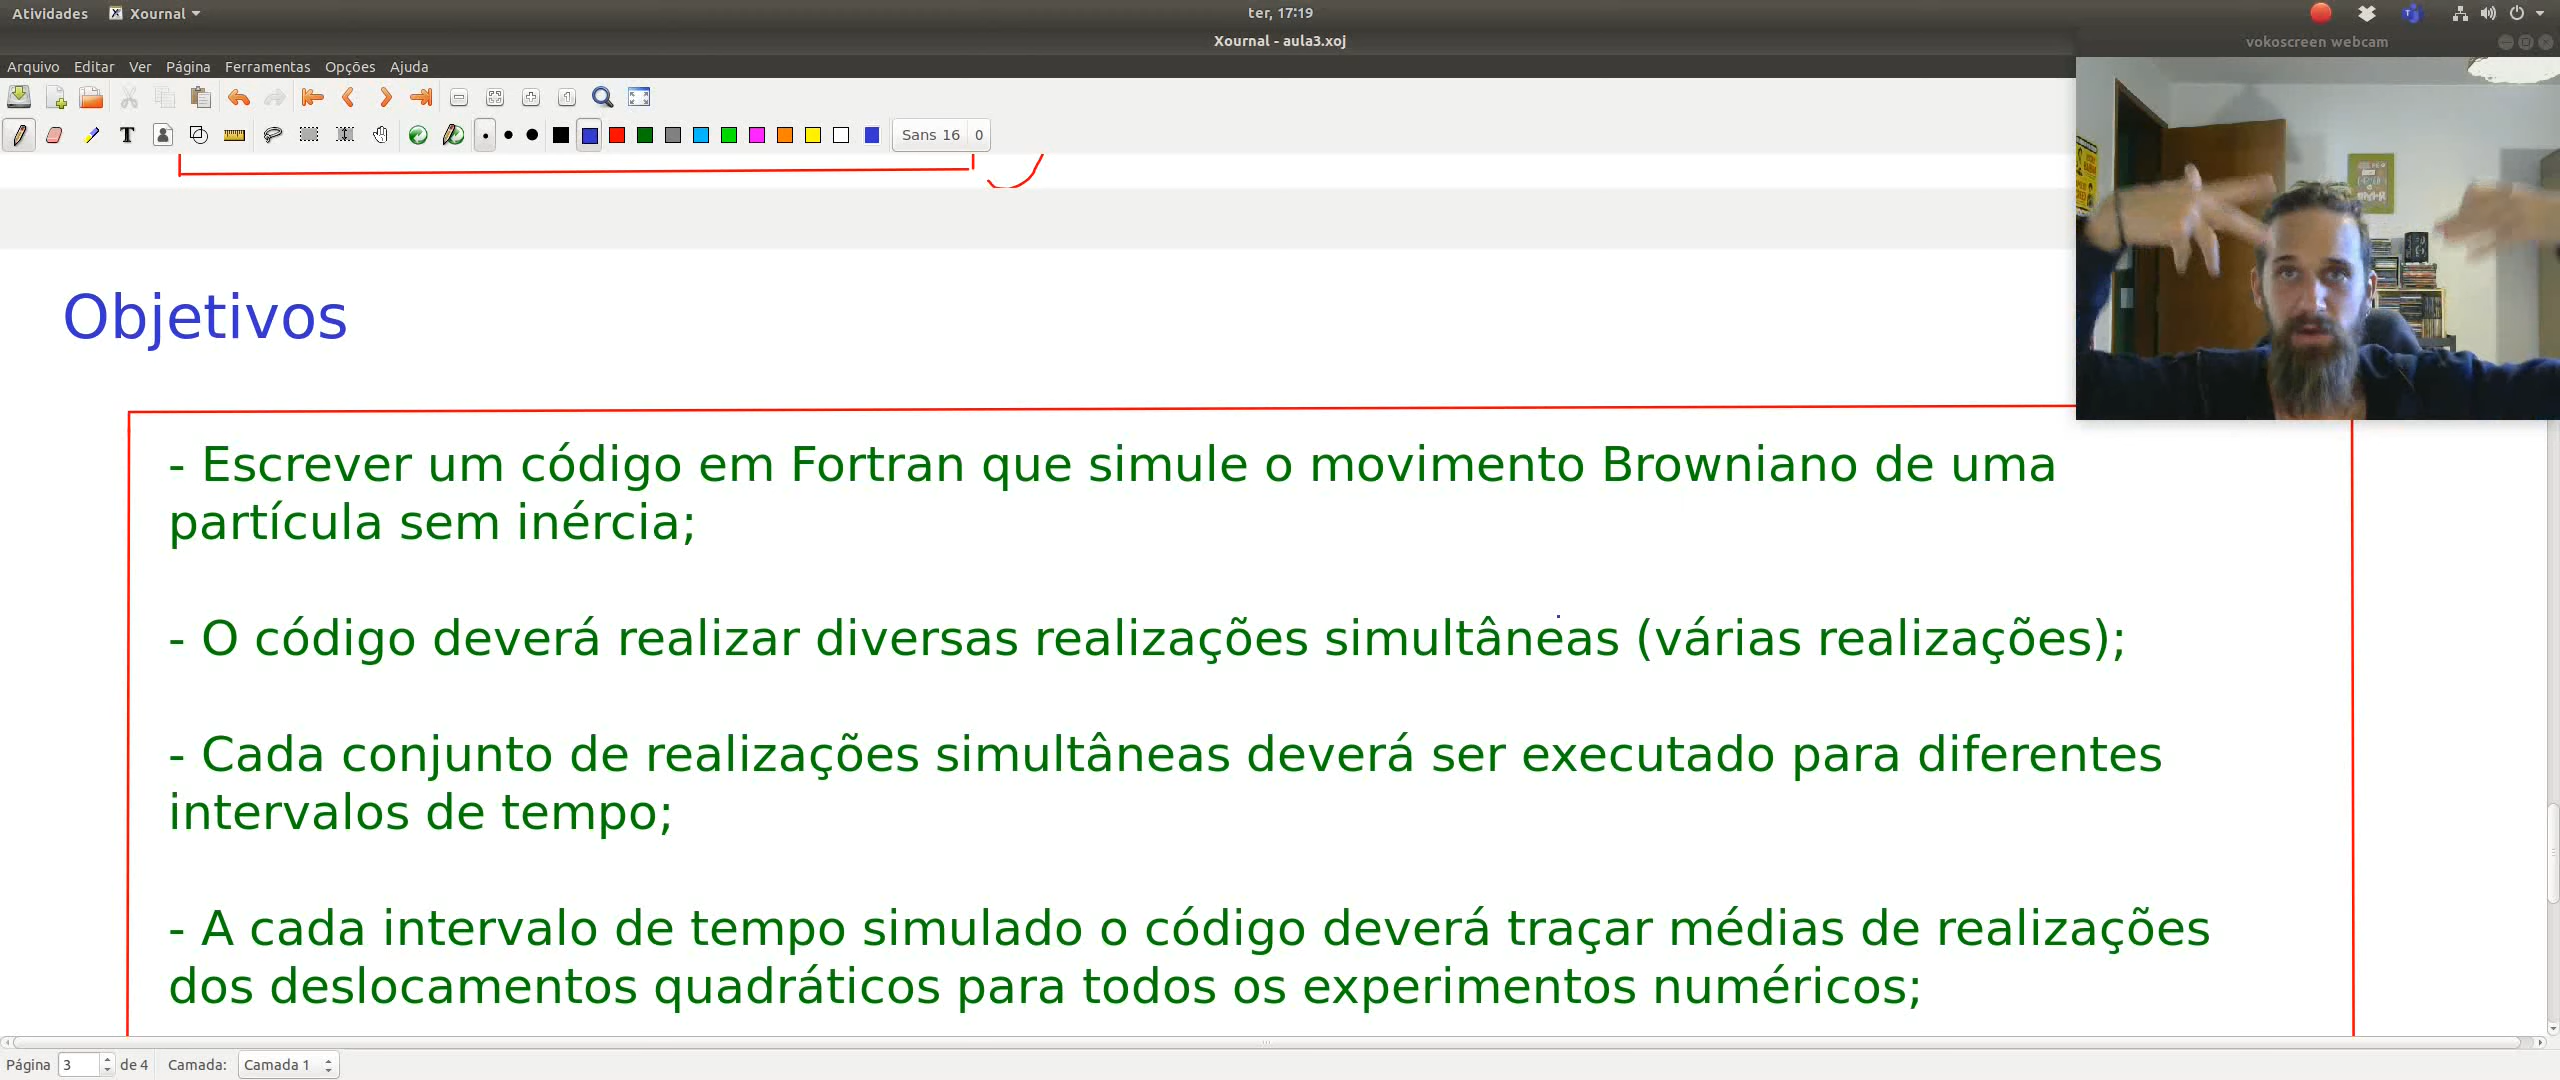 Atividades Xournal ter, 17:19
Xournal - aula3.xoj
vokoscreen webcam
Arquivo Editar Ver Página Ferramentas Opções Ajuda
Sans 16 0
Objetivos
- Escrever um código em Fortran que simule o movimento Browniano de uma
partícula sem inércia;
- O código deverá realizar diversas realizações simultâneas (várias realizações);
- Cada conjunto de realizações simultâneas deverá ser executado para diferentes
intervalos de tempo;
- A cada intervalo de tempo simulado o código deverá traçar médias de realizações
dos deslocamentos quadráticos para todos os experimentos numéricos;
Página 3 de 4 Camada: Camada 1